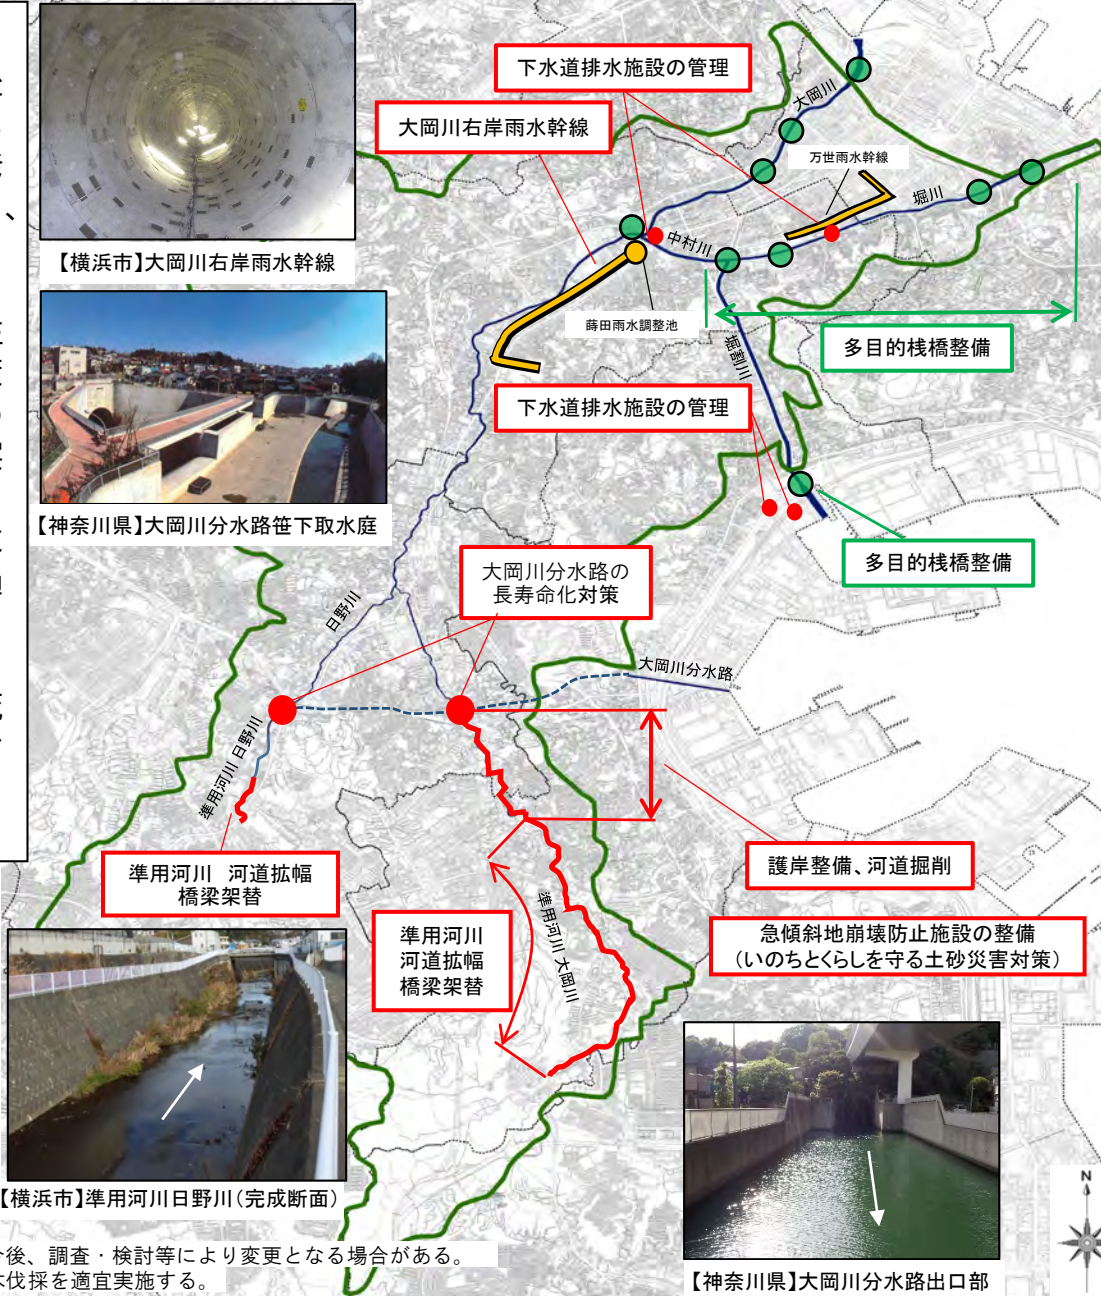 下水道排水施設の管理
大岡川右岸雨水幹線
大岡川
万世雨水幹線
堀川
中村川
【横浜市】大岡川右岸雨水幹線
蒔田雨水調整池
堀割川
多目的桟橋整備
下水道排水施設の管理
【神奈川県】大岡川分水路笹下取水庭
多目的桟橋整備
大岡川分水路の
長寿命化対策
日野川
大岡川分水路
準用河川 日野川
準用河川　河道拡幅
橋梁架替
護岸整備、河道掘削
準用河川
河道拡幅
橋梁架替
準用河川 大岡川
急傾斜地崩壊防止施設の整備
(いのちとくらしを守る土砂災害対策)
【横浜市】準用河川日野川(完成断面)
後、調査・検討等により変更となる場合がある。
伐採を適宜実施する。
【神奈川県】大岡川分水路出口部
N